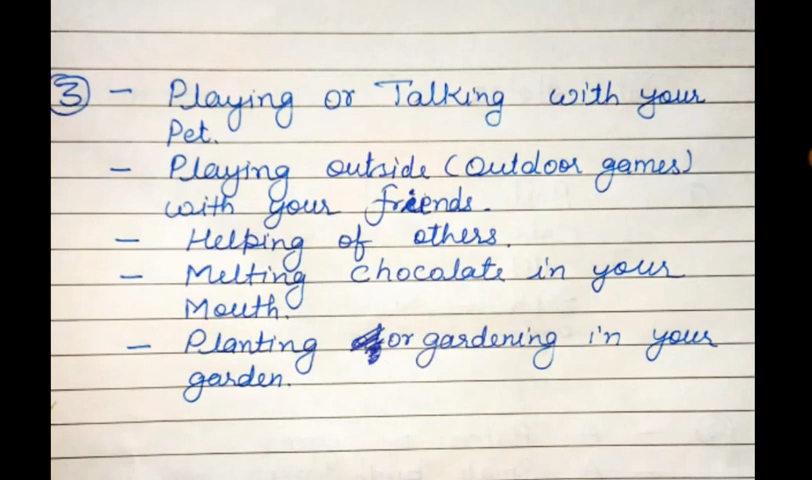 3 - Playing or Talking with your
Pet.
- Playing outside (Outdoor games)
with your friends.
- Helping of others.
- Melting chocolate in your
Mouth.
- Planting or gardening in your
garden.